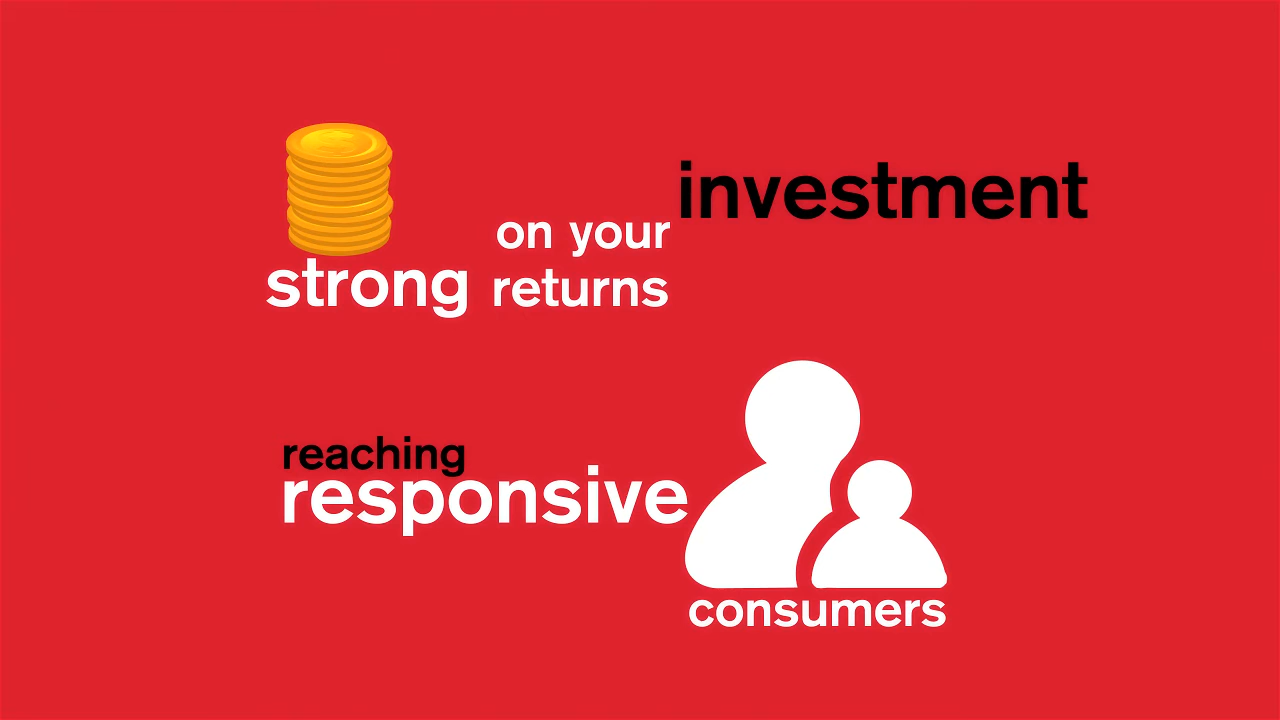 strong returns
on your
investment
reaching
responsive
consumers